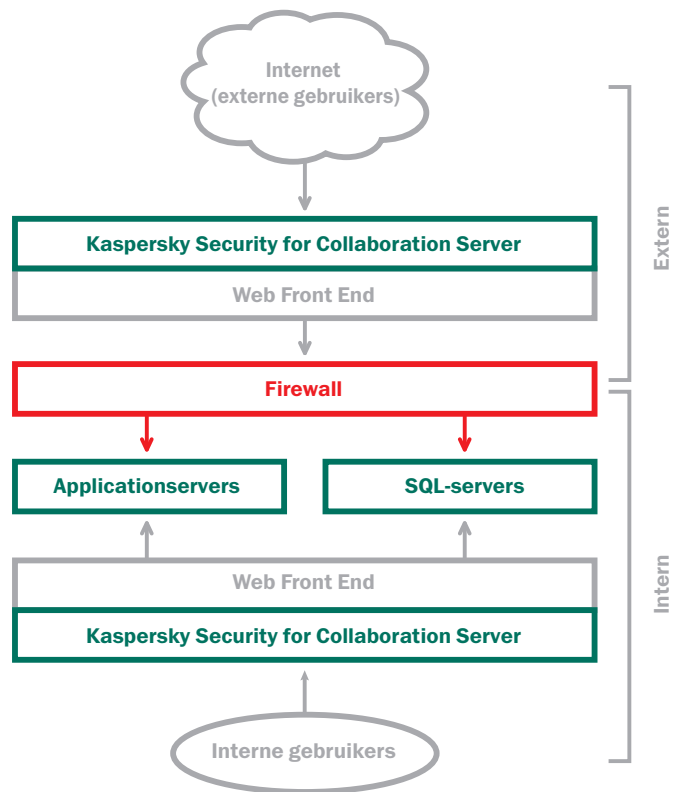 Internet
(externe gebruikers)
Extern
Kaspersky Security for Collaboration Server
Web Front End
Firewall
Applicationservers
SQL-servers
Intern
Web Front End
Kaspersky Security for Collaboration Server
Interne gebruikers